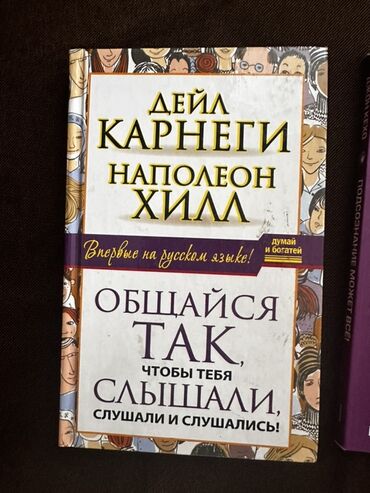 ДЕЙЛ
КАРНЕГИ
НАПОЛЕОН
ХИЛЛ
Впервые на русском языке!
думай
и богатей
ОБЩАЙСЯ
ТАК,
ЧТОБЫ ТЕБЯ
СЛЫШАЛИ,
СЛУШАЛИ И СЛУШАЛИСЬ!
ПОДСОЗНАНИЕ МОЖЕТ ВСЁ!